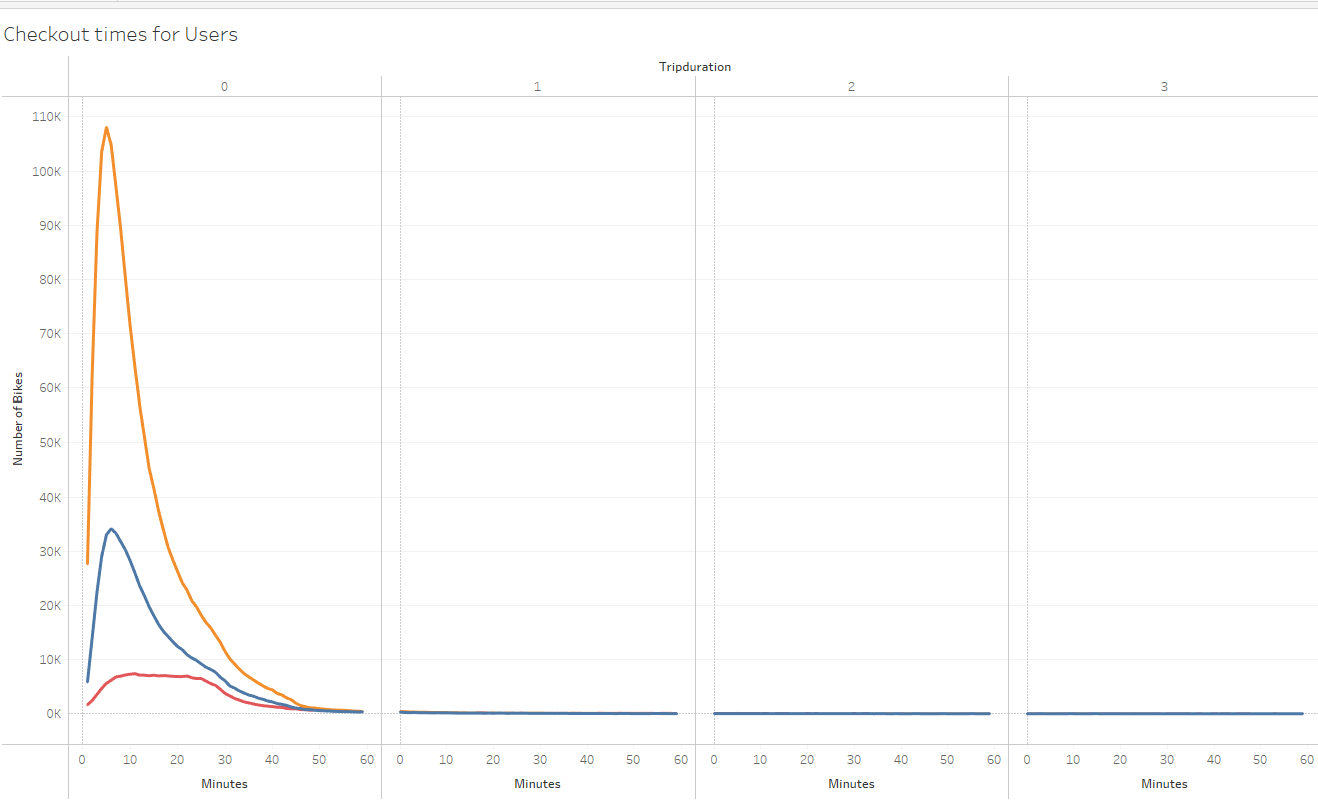 Checkout times for Users
Tripduration
0 1 2 3
110K
100K
90K
80K
70K
60K
50K
40K
30K
20K
10K
0K
Number of Bikes
0 10 20 30 40 50 60 0 10 20 30 40 50 60 0 10 20 30 40 50 60 0 10 20 30 40 50 60
Minutes Minutes Minutes Minutes